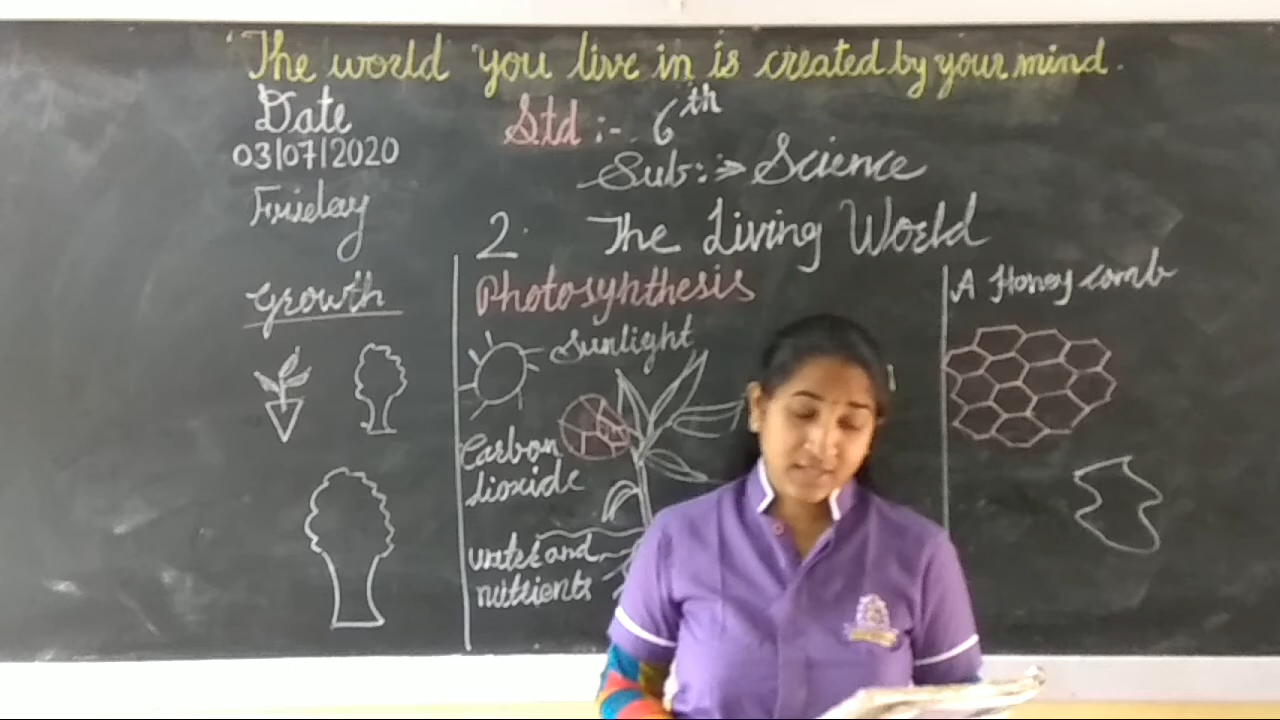 The world you live in is created by your mind.
Date
03/07/2020
Friday
Std :- 6th
Sub:-> Science
2. The Living World
Growth
Photosynthesis
Sunlight
Carbon
dioxide
water and
nutrients
A Honey comb